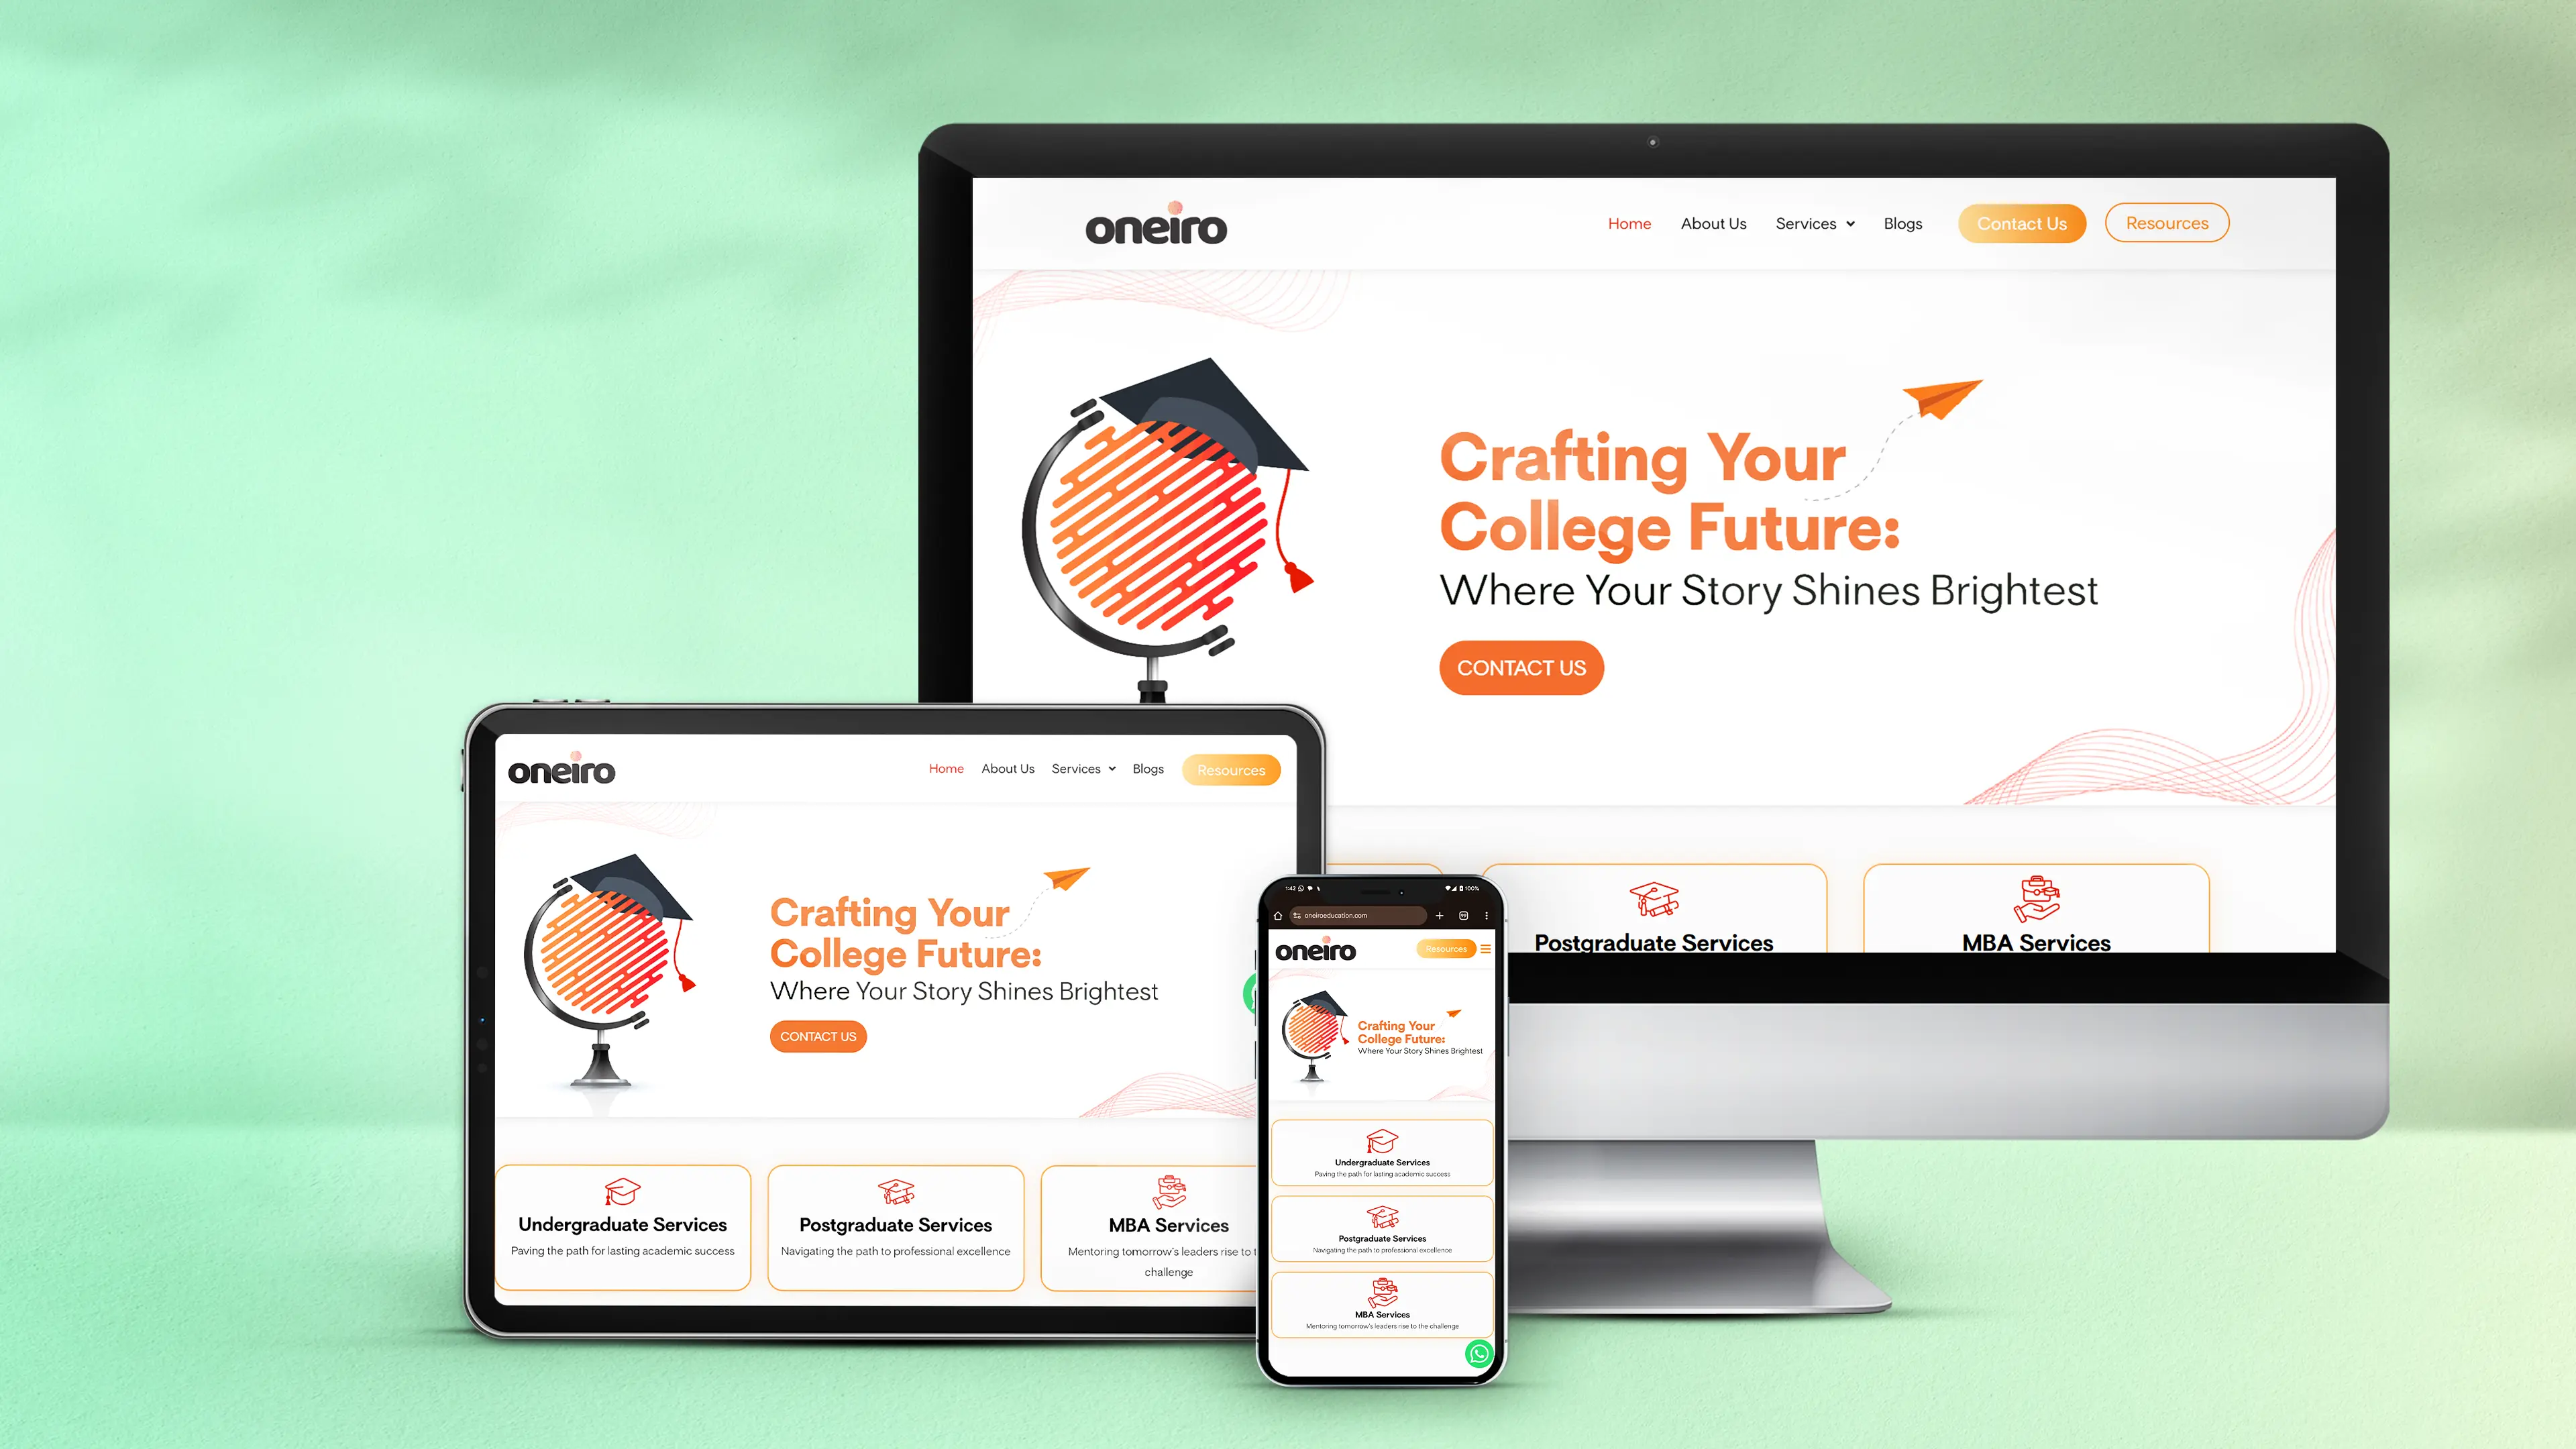 oneiro
Home About Us Services Blogs Contact Us Resources
Crafting Your
College Future:
Where Your Story Shines Brightest
CONTACT US
Postgraduate Services MBA Services
oneiro
Home About Us Services Blogs Resources
Crafting Your
College Future:
Where Your Story Shines Brightest
CONTACT US
Undergraduate Services
Paving the path for lasting academic success
Postgraduate Services
Navigating the path to professional excellence
MBA Services
Mentoring tomorrow's leaders rise to t
challenge
1:42 100%
oneiroeducation.com
oneiro
Resources
Crafting Your
College Future:
Where Your Story Shines Brightest
Undergraduate Services
Paving the path for lasting academic success
Postgraduate Services
Navigating the path to professional excellence
MBA Services
Mentoring tomorrow's leaders rise to the challenge